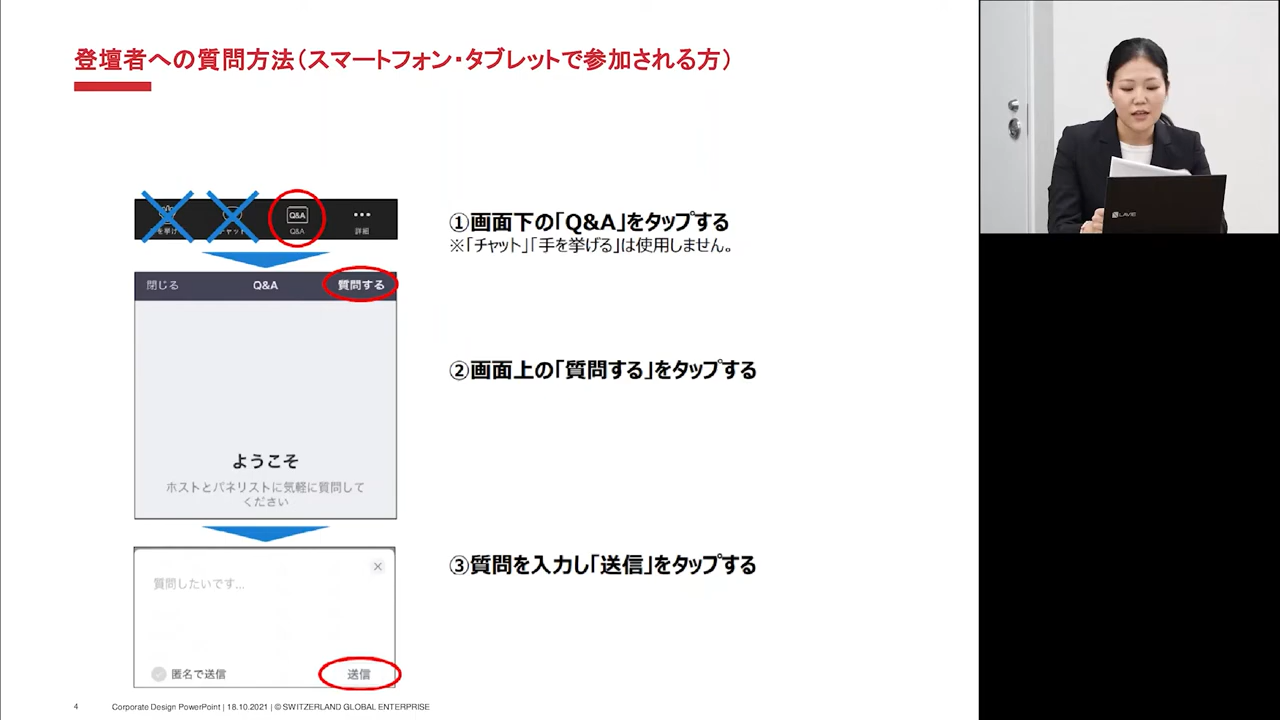 登壇者への質問方法（スマートフォン・タブレットで参加される方）
Q&A
Q&A
詳細
①画面下の「Q&A」をタップする
※「チャット」「手を挙げる」は使用しません。
閉じる
Q&A
質問する
②画面上の「質問する」をタップする
ようこそ
ホストとパネリストに気軽に質問して
ください
③質問を入力し「送信」をタップする
質問したいです...
匿名で送信
送信
4
Corporate Design PowerPoint | 18.10.2021 | © SWITZERLAND GLOBAL ENTERPRISE
LAVIE